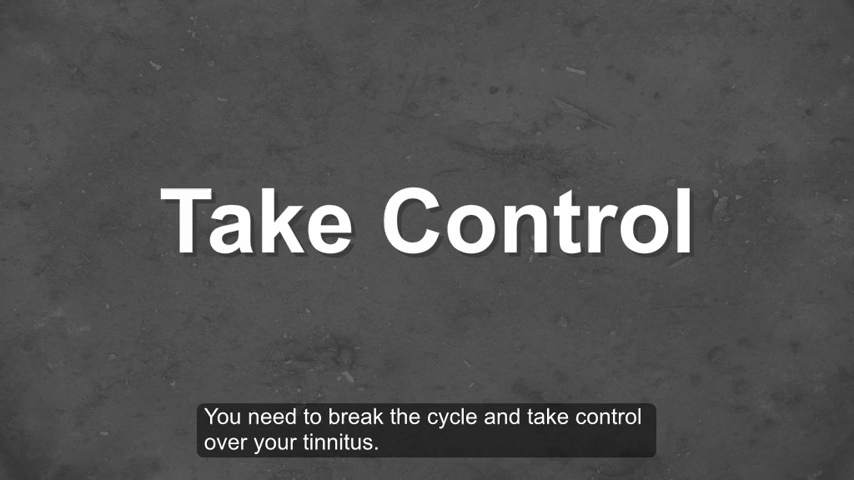 Take Control
You need to break the cycle and take control
over your tinnitus.